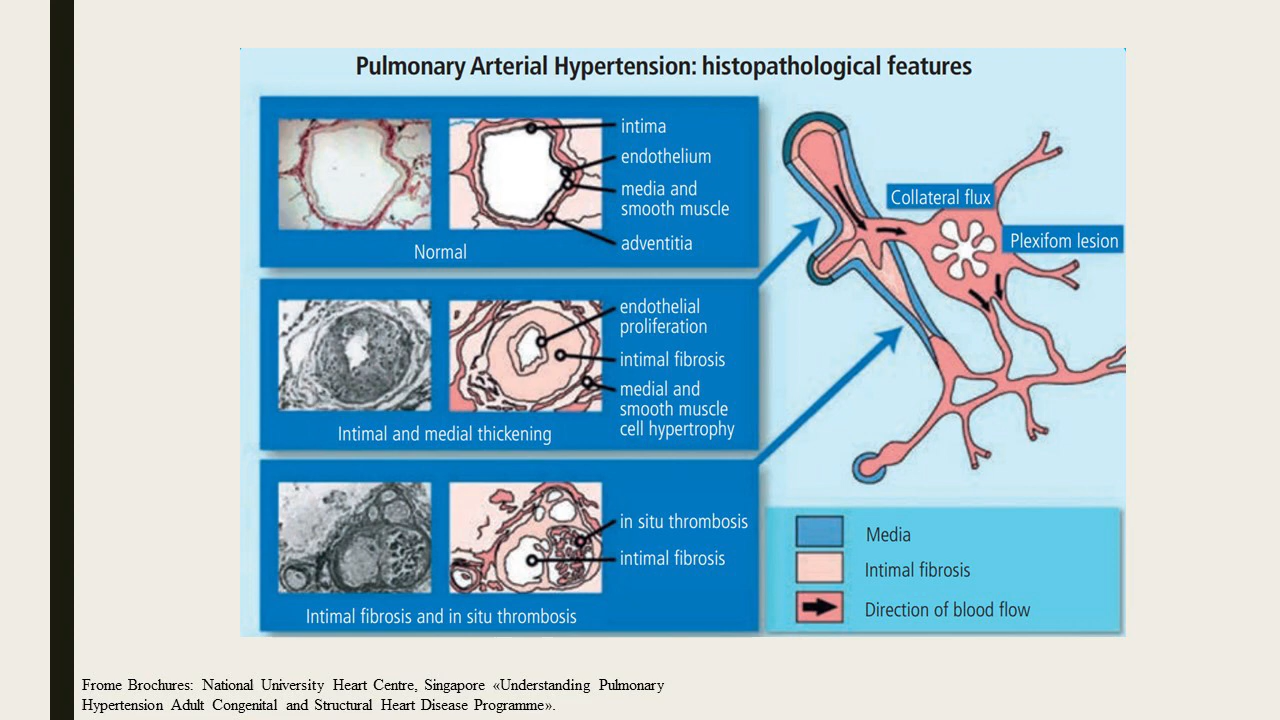 Pulmonary Arterial Hypertension: histopathological features
intima
endothelium
media and
smooth muscle
adventitia
Normal
endothelial
proliferation
intimal fibrosis
medial and
smooth muscle
cell hypertrophy
Intimal and medial thickening
in situ thrombosis
intimal fibrosis
Intimal fibrosis and in situ thrombosis
Collateral flux
Plexifom lesion
Media
Intimal fibrosis
Direction of blood flow
Frome Brochures: National University Heart Centre, Singapore «Understanding Pulmonary
Hypertension Adult Congenital and Structural Heart Disease Programme».